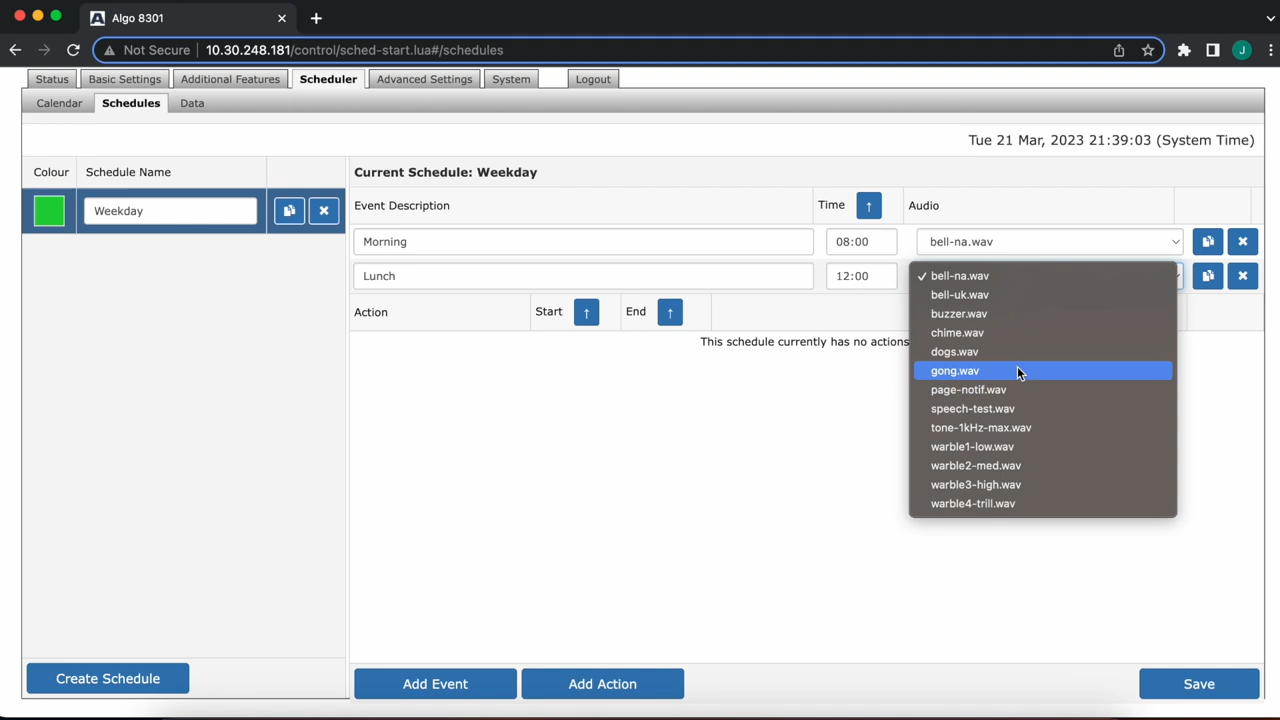 Algo 8301
Not Secure 10.30.248.181/control/sched-start.lua#/schedules
J
Status Basic Settings Additional Features Scheduler Advanced Settings System Logout
Calendar Schedules Data
Tue 21 Mar, 2023 21:39:03 (System Time)
Colour Schedule Name
Weekday
Current Schedule: Weekday
Event Description Time ↑ Audio
Morning 08:00 bell-na.wav
Lunch 12:00
✓ bell-na.wav
bell-uk.wav
buzzer.wav
chime.wav
dogs.wav
gong.wav
page-notif.wav
speech-test.wav
tone-1kHz-max.wav
warble1-low.wav
warble2-med.wav
warble3-high.wav
warble4-trill.wav
Action Start ↑ End ↑
This schedule currently has no actions
Create Schedule Add Event Add Action Save